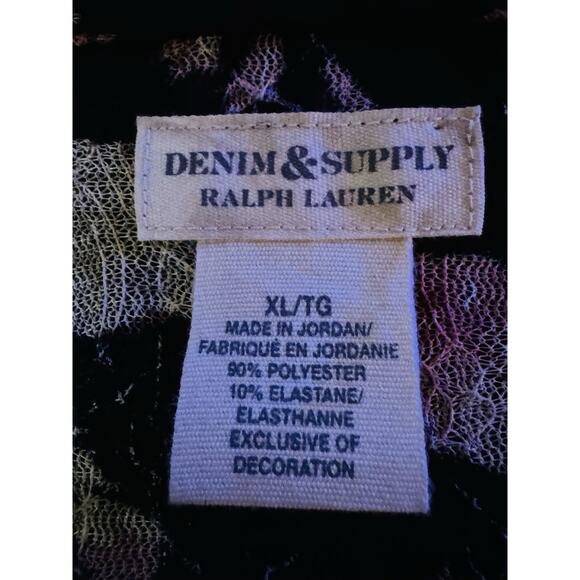 DENIM & SUPPLY
RALPH LAUREN
XL/TG
MADE IN JORDAN/
FABRIQUÉ EN JORDANIE
90% POLYESTER
10% ELASTANE/
ELASTHANNE
EXCLUSIVE OF
DECORATION